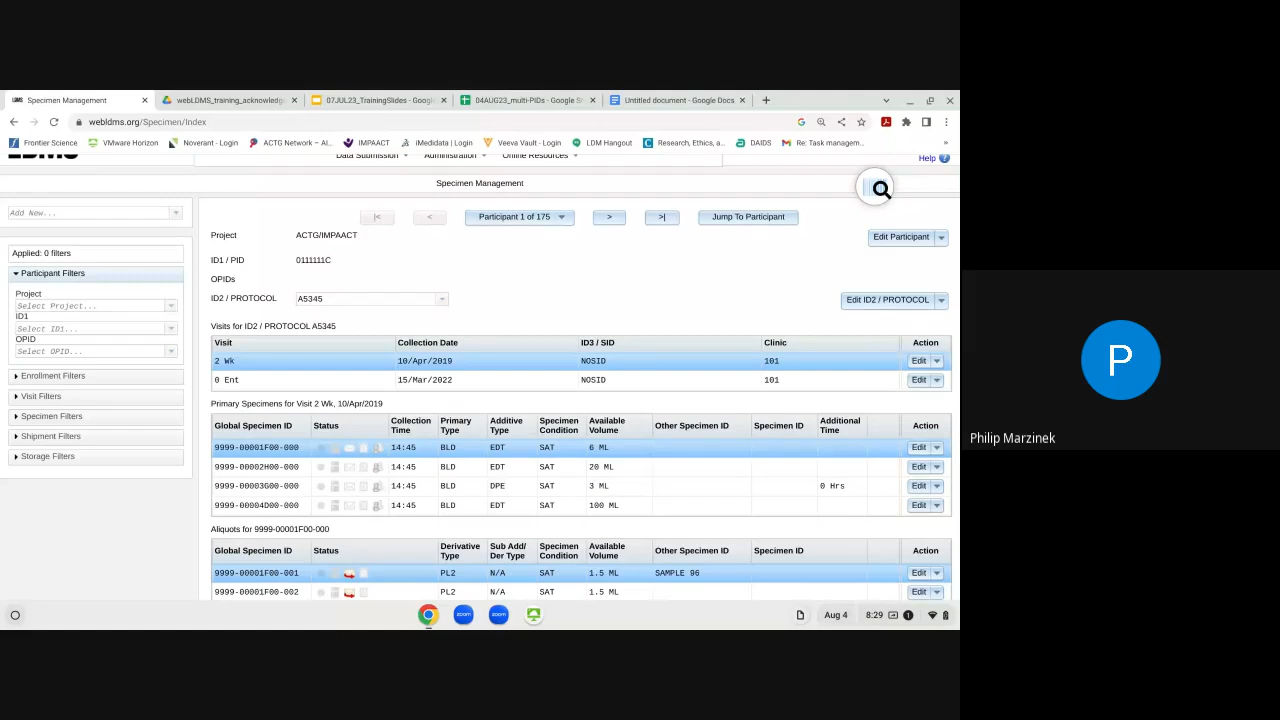 LDMS Specimen Management
webLDMS_training_acknowledg
07JUL23_TrainingSlides - Google
04AUG23_multi-PIDs - Google S
Untitled document - Google Docs
webldms.org/Specimen/Index
Frontier Science
VMware Horizon
Noverant - Login
ACTG Network – Al...
IMPAACT
iMedidata | Login
Veeva Vault - Login
LDM Hangout
Research, Ethics, a...
DAIDS
Re: Task managem...
»
LDMS
Data Submission
Administration
Online Resources
Help ?
Specimen Management
Add New...
|<
<
Participant 1 of 175
>
>|
Jump To Participant
Project ACTG/IMPAACT
Edit Participant
Applied: 0 filters
ID1 / PID 0111111C
Participant Filters
OPIDs
Project
Select Project...
ID2 / PROTOCOL A5345
Edit ID2 / PROTOCOL
ID1
Select ID1...
OPID
Select OPID...
Enrollment Filters
Visit Filters
Specimen Filters
Shipment Filters
Storage Filters
Visits for ID2 / PROTOCOL A5345
Visit Collection Date ID3 / SID Clinic Action
2 Wk 10/Apr/2019 NOSID 101 Edit
0 Ent 15/Mar/2022 NOSID 101 Edit
Primary Specimens for Visit 2 Wk, 10/Apr/2019
Global Specimen ID Status Collection Time Primary Type Additive Type Specimen Condition Available Volume Other Specimen ID Specimen ID Additional Time Action
9999-00001F00-000 14:45 BLD EDT SAT 6 ML Edit
9999-00002H00-000 14:45 BLD EDT SAT 20 ML Edit
9999-00003G00-000 14:45 BLD DPE SAT 3 ML 0 Hrs Edit
9999-00004D00-000 14:45 BLD EDT SAT 100 ML Edit
Aliquots for 9999-00001F00-000
Global Specimen ID Status Derivative Type Sub Add/ Der Type Specimen Condition Available Volume Other Specimen ID Specimen ID Action
9999-00001F00-001 PL2 N/A SAT 1.5 ML SAMPLE 96 Edit
9999-00001F00-002 PL2 N/A SAT 1.5 ML Edit
zoom
zoom
Aug 4
8:29
1
P
Philip Marzinek